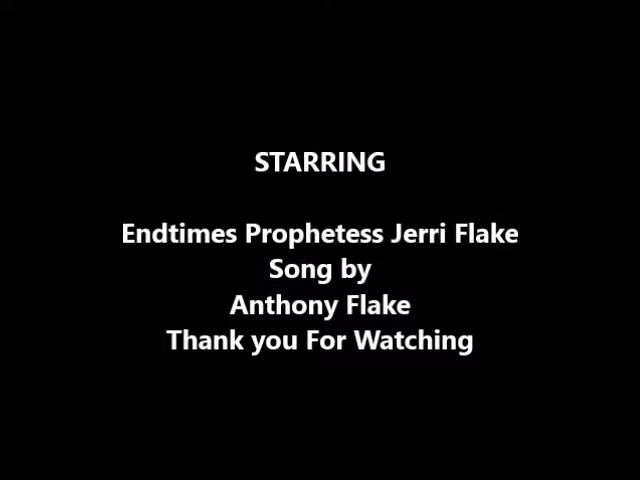 STARRING
Endtimes Prophetess Jerri Flake
Song by
Anthony Flake
Thank you For Watching